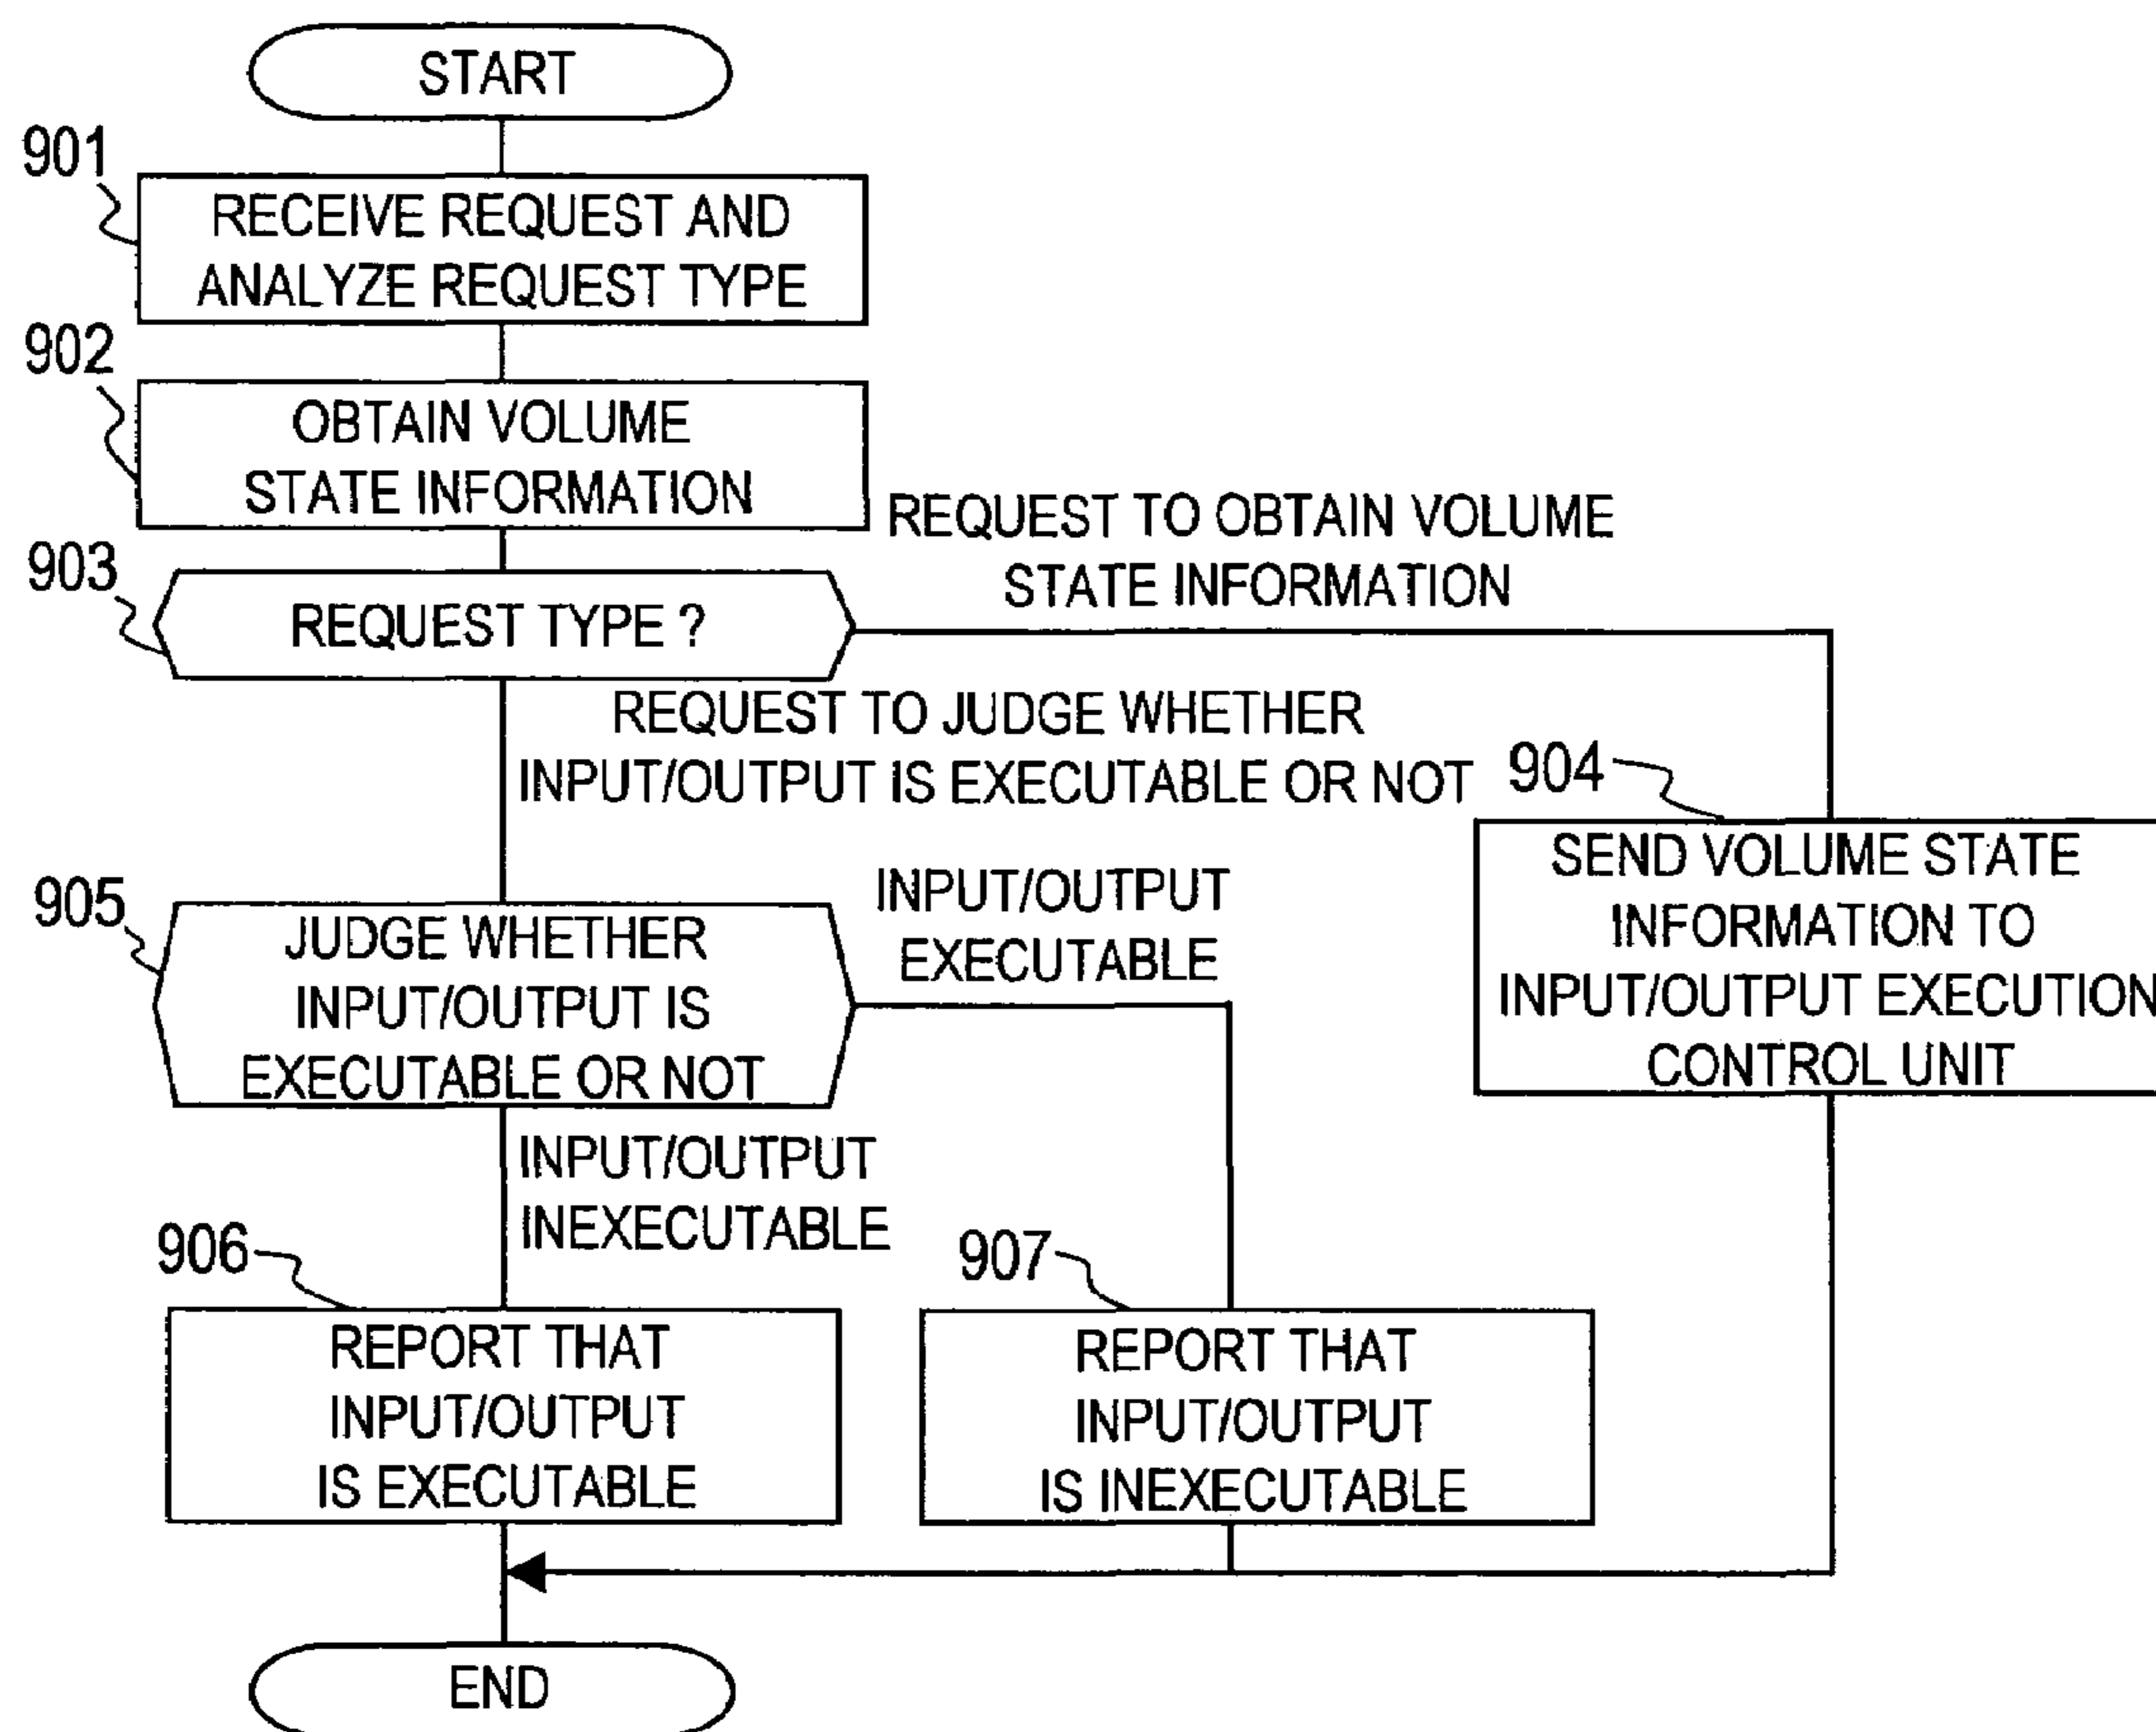 START
901
RECEIVE REQUEST AND
ANALYZE REQUEST TYPE
902
OBTAIN VOLUME
STATE INFORMATION
REQUEST TO OBTAIN VOLUME
STATE INFORMATION
903
REQUEST TYPE ?
REQUEST TO JUDGE WHETHER
INPUT/OUTPUT IS EXECUTABLE OR NOT
904
SEND VOLUME STATE
INFORMATION TO
INPUT/OUTPUT EXECUTION
CONTROL UNIT
905
JUDGE WHETHER
INPUT/OUTPUT IS
EXECUTABLE OR NOT
INPUT/OUTPUT
EXECUTABLE
INPUT/OUTPUT
INEXECUTABLE
906
REPORT THAT
INPUT/OUTPUT
IS EXECUTABLE
907
REPORT THAT
INPUT/OUTPUT
IS INEXECUTABLE
END